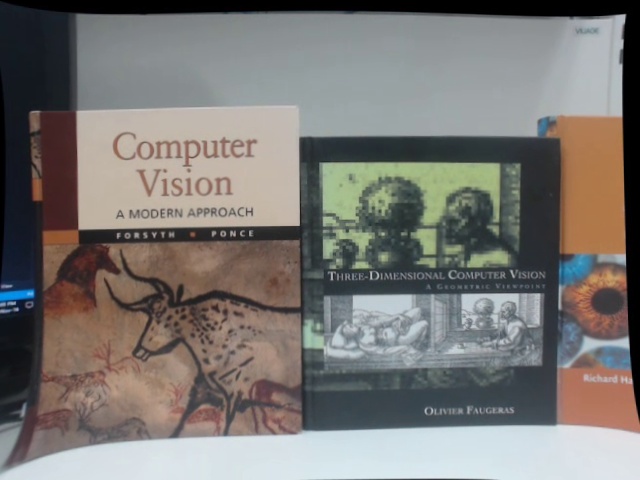 Computer
Vision
A MODERN APPROACH
FORSYTH PONCE
THREE-DIMENSIONAL COMPUTER VISION
A GEOMETRIC VIEWPOINT
OLIVIER FAUGERAS
Richard Ha